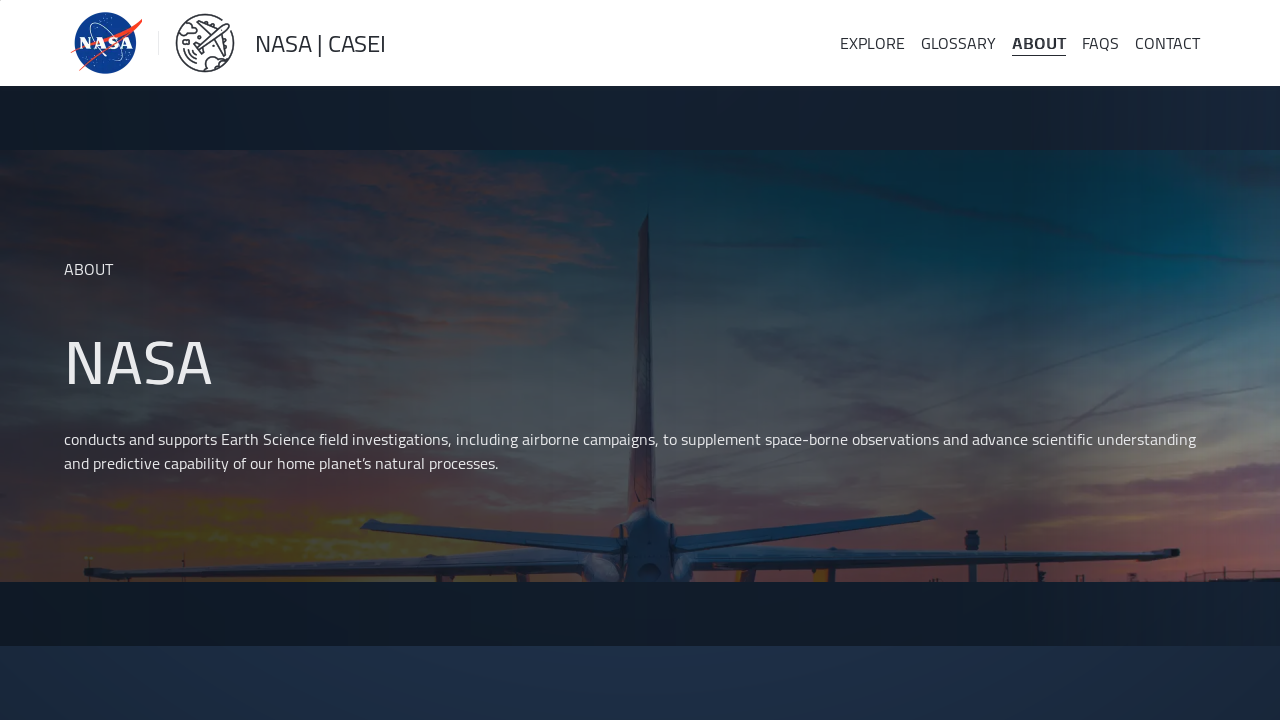 NASA
NASA | CASEI
EXPLORE
GLOSSARY
ABOUT
FAQS
CONTACT
ABOUT
NASA
conducts and supports Earth Science field investigations, including airborne campaigns, to supplement space-borne observations and advance scientific understanding
and predictive capability of our home planet’s natural processes.